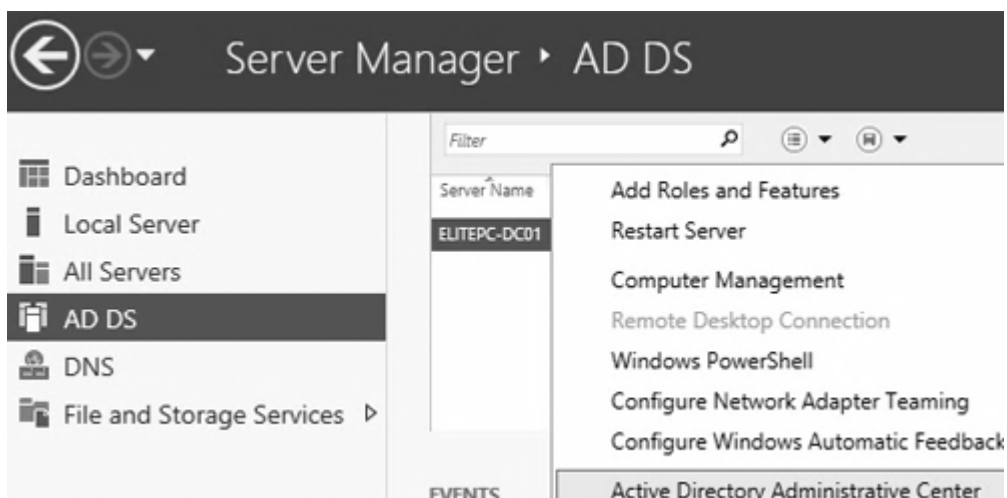 Server Manager ‣ AD DS
Dashboard
Local Server
All Servers
AD DS
DNS
File and Storage Services
Filter
Server Name
ELITEPC-DC01
EVENTS
Add Roles and Features
Restart Server
Computer Management
Remote Desktop Connection
Windows PowerShell
Configure Network Adapter Teaming
Configure Windows Automatic Feedback
Active Directory Administrative Center